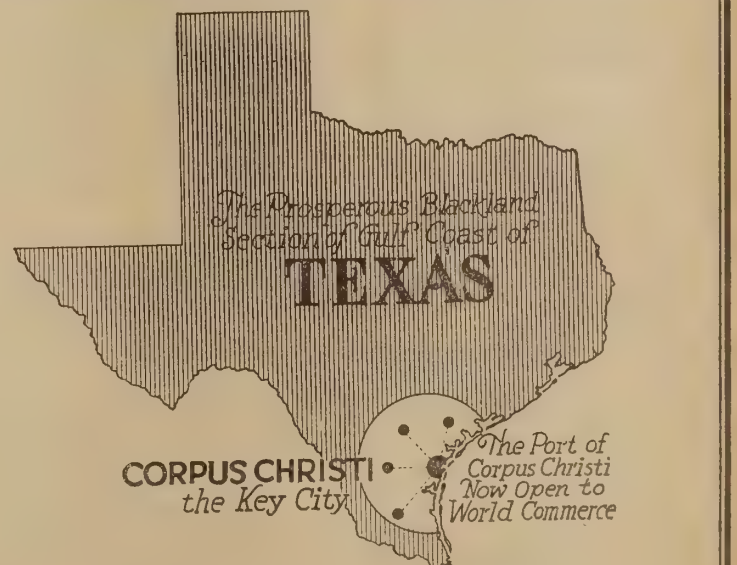 The Prosperous Blackland
Section of Gulf Coast of
TEXAS
CORPUS CHRISTI
the Key City
The Port of
Corpus Christi
Now Open to
World Commerce